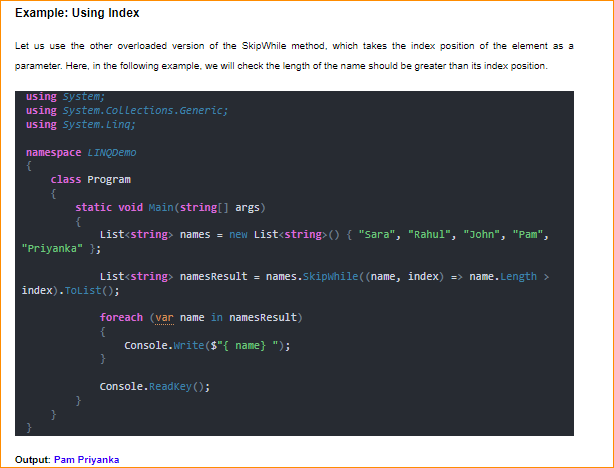 Example: Using Index
Let us use the other overloaded version of the SkipWhile method, which takes the index position of the element as a
parameter. Here, in the following example, we will check the length of the name should be greater than its index position.
using System;
using System.Collections.Generic;
using System.Linq;
namespace LINQDemo
{
class Program
{
static void Main(string[] args)
{
List<string> names = new List<string>() { "Sara", "Rahul", "John", "Pam",
"Priyanka" };
List<string> namesResult = names.SkipWhile((name, index) => name.Length >
index).ToList();
foreach (var name in namesResult)
{
Console.Write($"{ name} ");
}
Console.ReadKey();
}
}
}
Output: Pam Priyanka